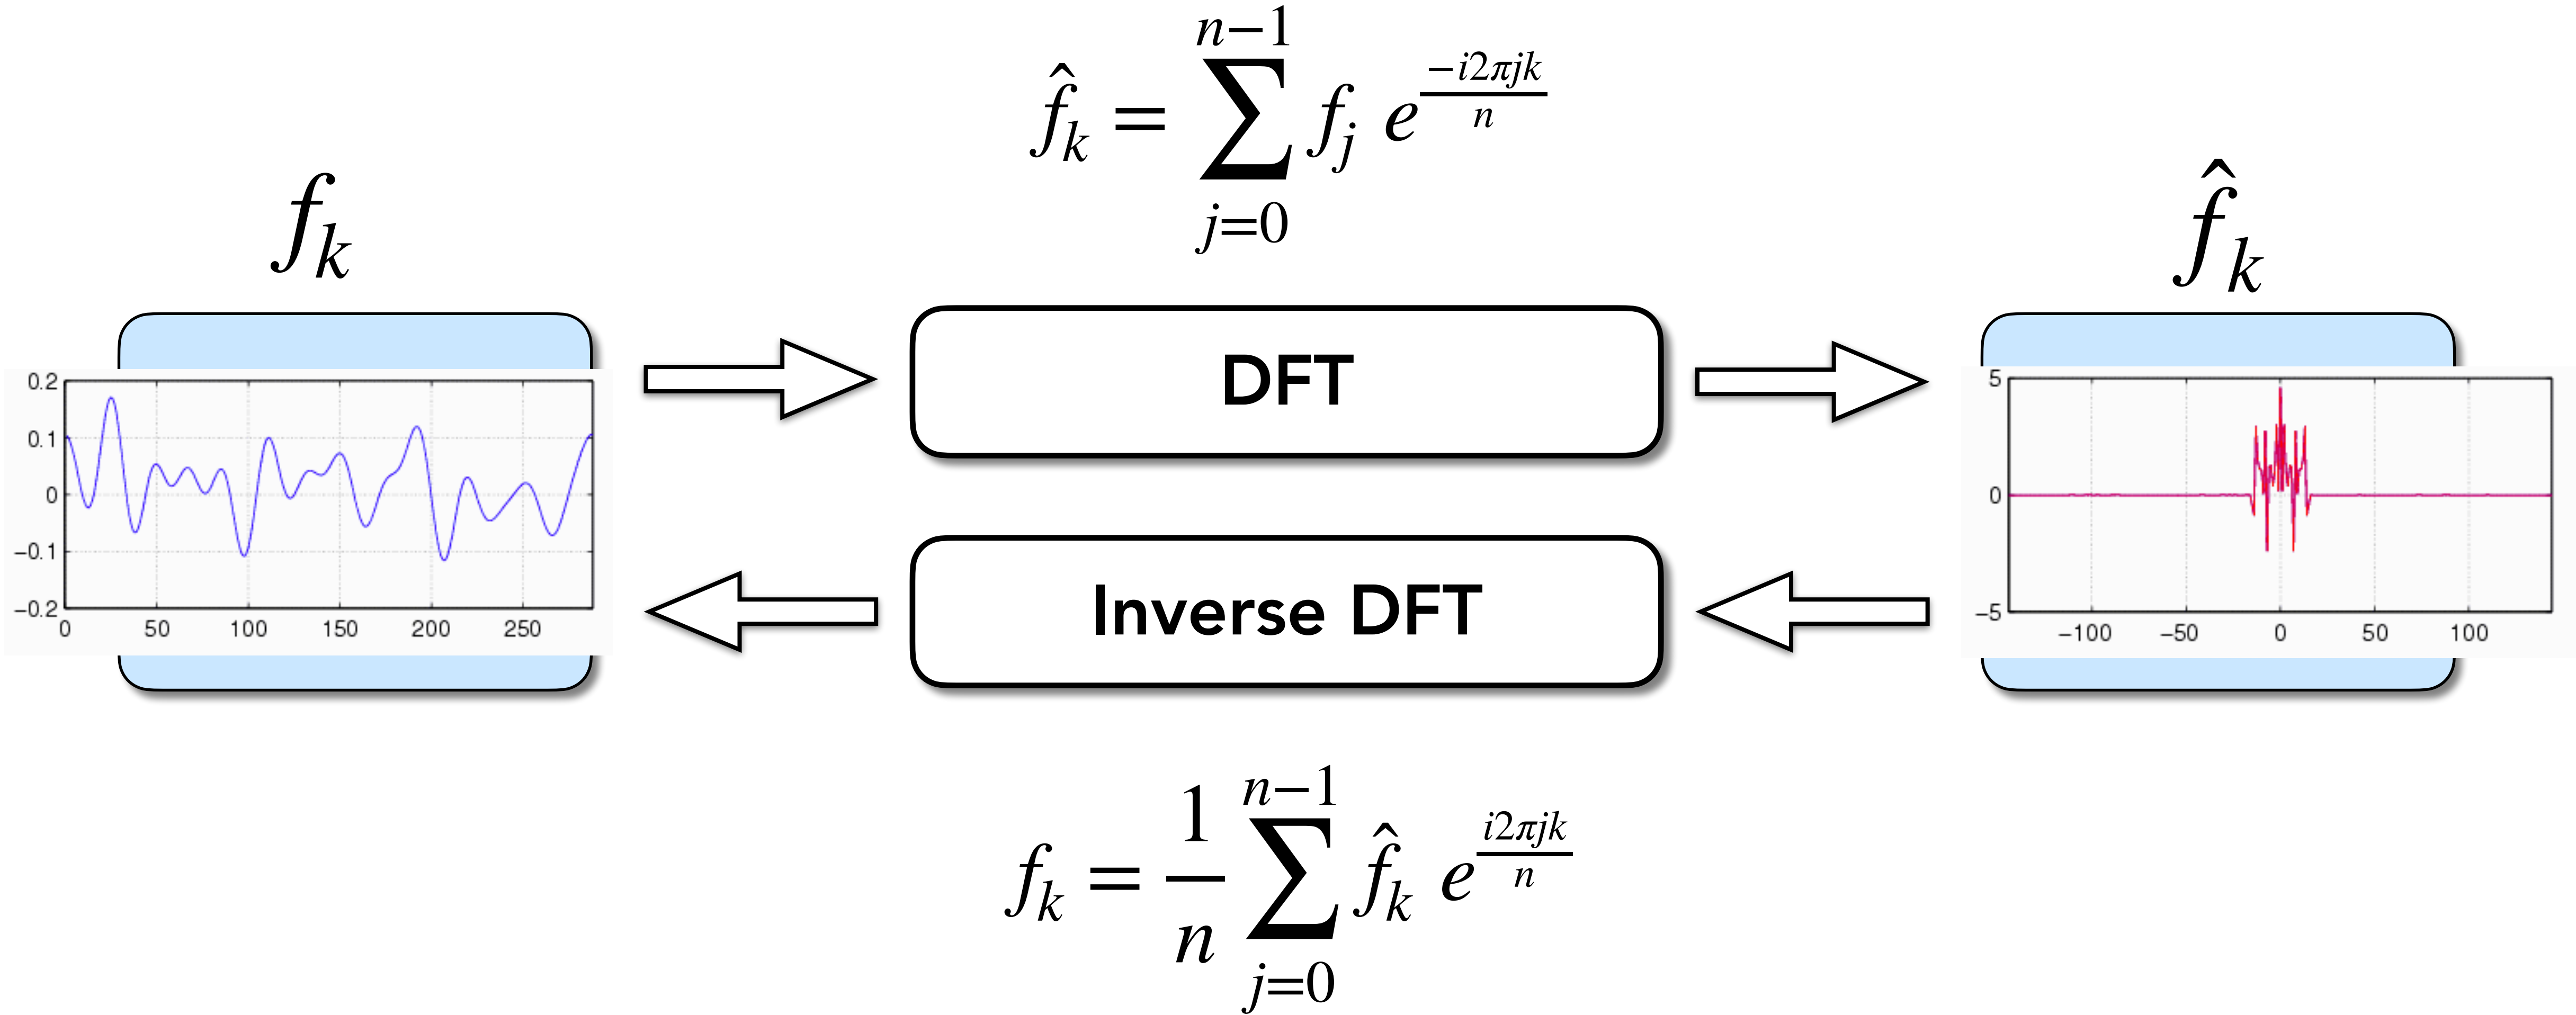 f̂_k = ∑_{j=0}^{n−1} f_j e^{−i2πjk/n}
f_k
f̂_k
DFT
0.2
0.1
0
−0.1
−0.2
0 50 100 150 200 250
5
0
−5
−100 −50 0 50 100
Inverse DFT
f_k = 1/n ∑_{j=0}^{n−1} f̂_k e^{i2πjk/n}